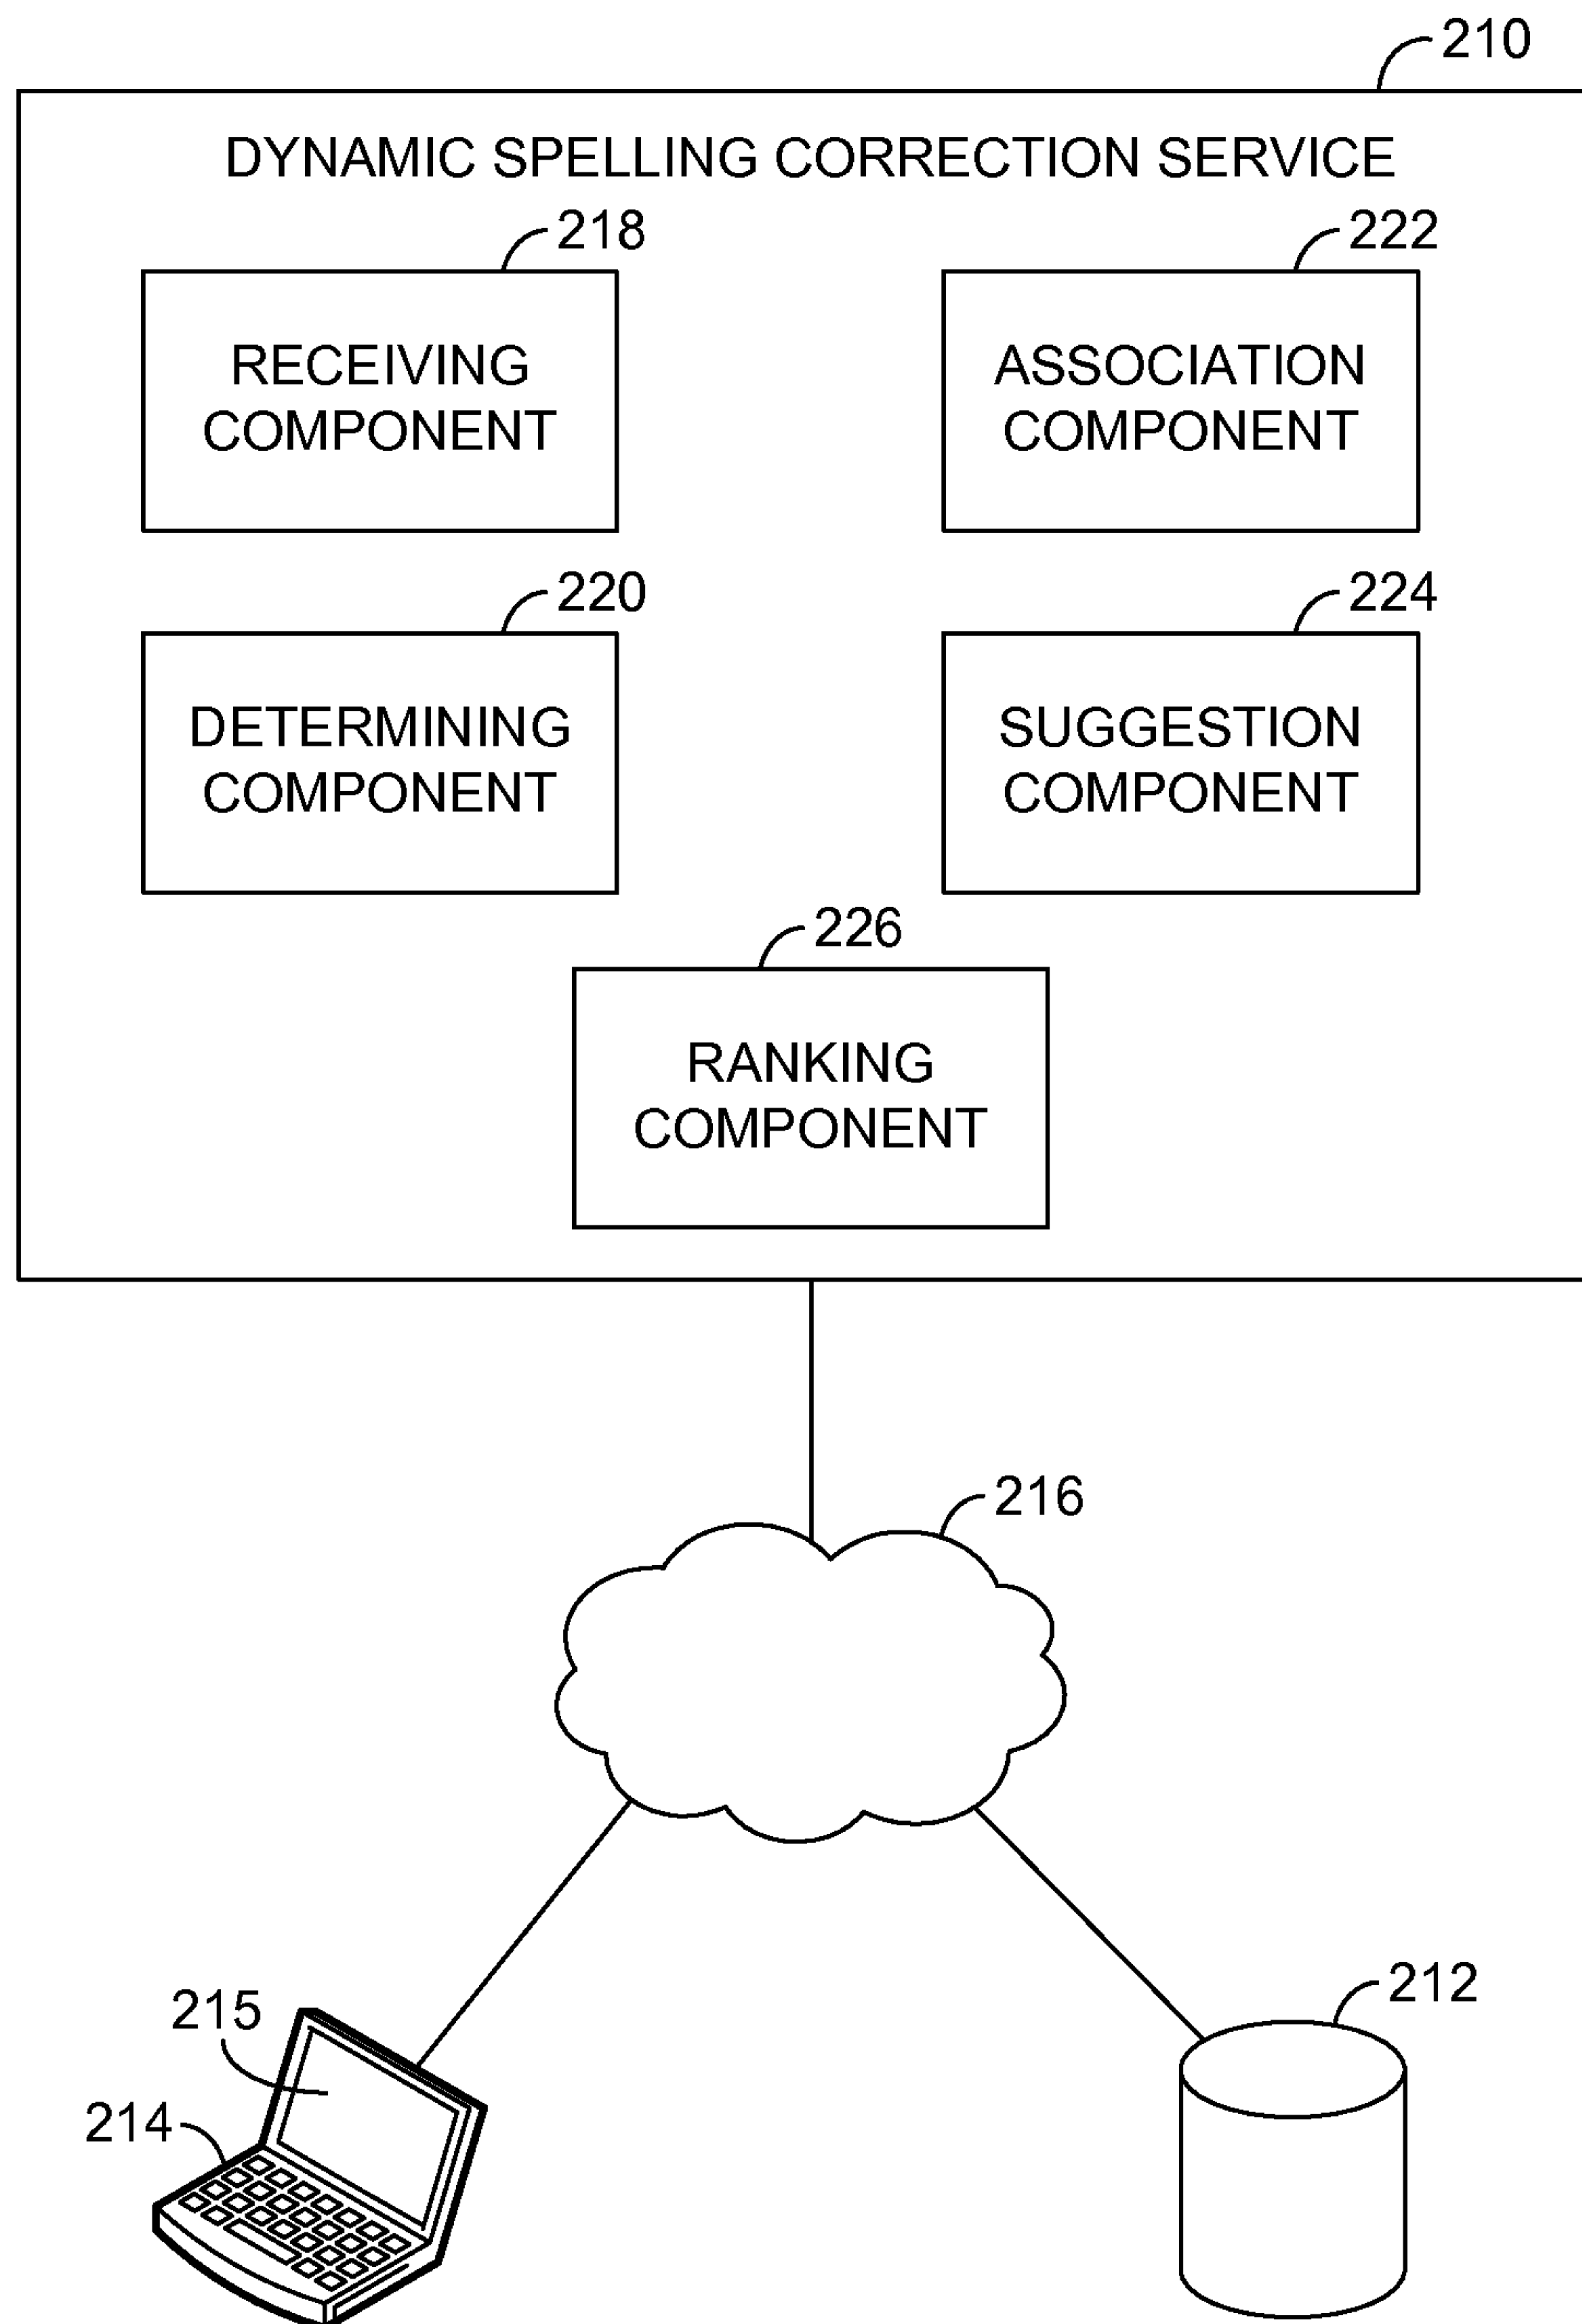 210
DYNAMIC SPELLING CORRECTION SERVICE
218
222
RECEIVING
COMPONENT
ASSOCIATION
COMPONENT
220
224
DETERMINING
COMPONENT
SUGGESTION
COMPONENT
226
RANKING
COMPONENT
216
215
212
214